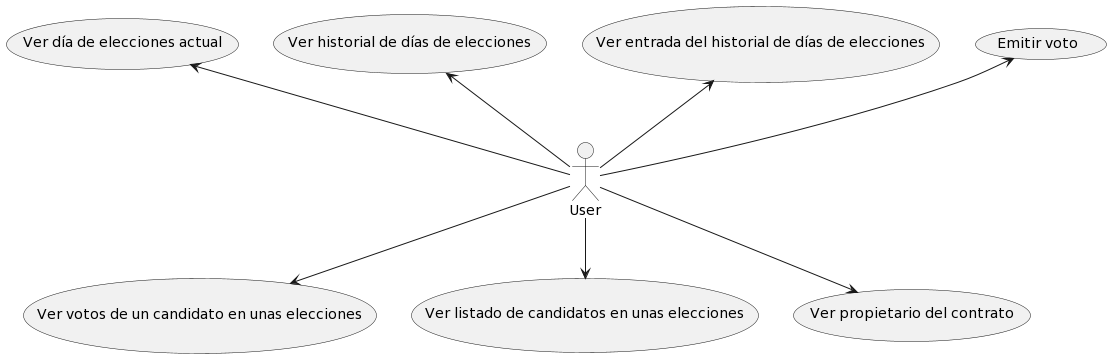 Ver día de elecciones actual
Ver historial de días de elecciones
Ver entrada del historial de días de elecciones
Emitir voto
User
Ver votos de un candidato en unas elecciones
Ver listado de candidatos en unas elecciones
Ver propietario del contrato